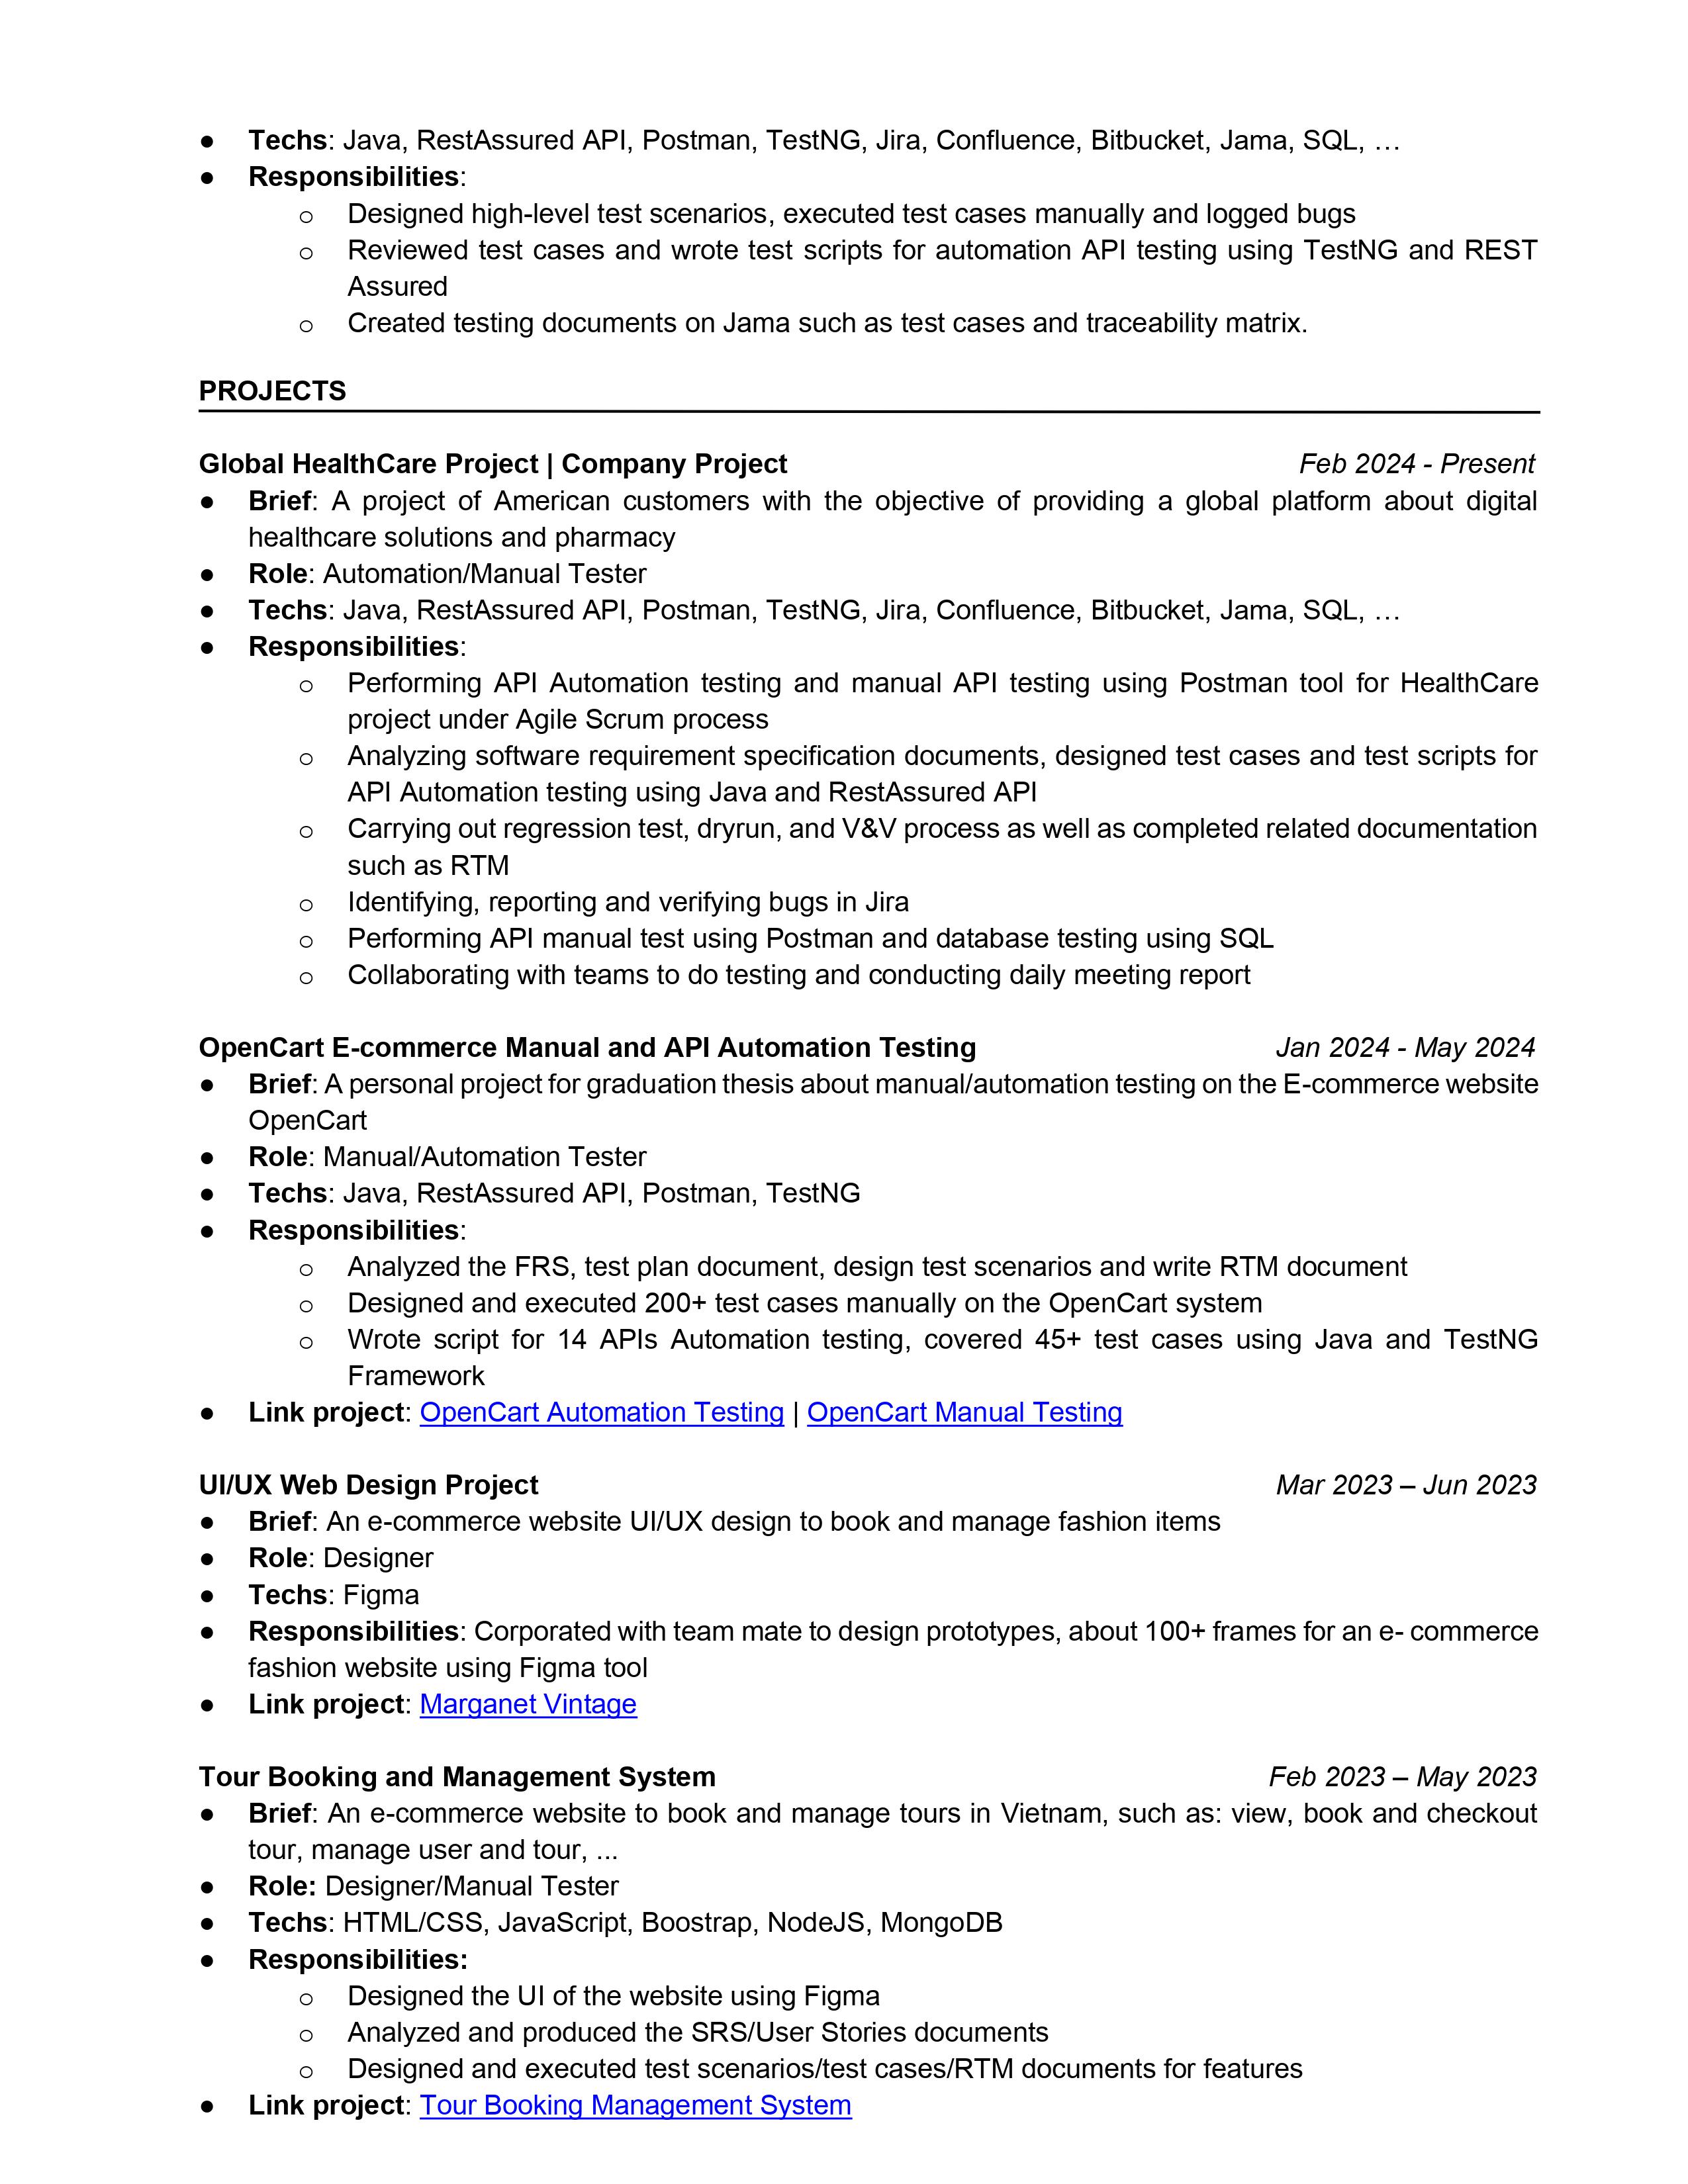 ● Techs: Java, RestAssured API, Postman, TestNG, Jira, Confluence, Bitbucket, Jama, SQL, …
● Responsibilities:
o Designed high-level test scenarios, executed test cases manually and logged bugs
o Reviewed test cases and wrote test scripts for automation API testing using TestNG and REST
Assured
o Created testing documents on Jama such as test cases and traceability matrix.
PROJECTS
Global HealthCare Project | Company Project Feb 2024 - Present
● Brief: A project of American customers with the objective of providing a global platform about digital
healthcare solutions and pharmacy
● Role: Automation/Manual Tester
● Techs: Java, RestAssured API, Postman, TestNG, Jira, Confluence, Bitbucket, Jama, SQL, …
● Responsibilities:
o Performing API Automation testing and manual API testing using Postman tool for HealthCare
project under Agile Scrum process
o Analyzing software requirement specification documents, designed test cases and test scripts for
API Automation testing using Java and RestAssured API
o Carrying out regression test, dryrun, and V&V process as well as completed related documentation
such as RTM
o Identifying, reporting and verifying bugs in Jira
o Performing API manual test using Postman and database testing using SQL
o Collaborating with teams to do testing and conducting daily meeting report
OpenCart E-commerce Manual and API Automation Testing Jan 2024 - May 2024
● Brief: A personal project for graduation thesis about manual/automation testing on the E-commerce website
OpenCart
● Role: Manual/Automation Tester
● Techs: Java, RestAssured API, Postman, TestNG
● Responsibilities:
o Analyzed the FRS, test plan document, design test scenarios and write RTM document
o Designed and executed 200+ test cases manually on the OpenCart system
o Wrote script for 14 APIs Automation testing, covered 45+ test cases using Java and TestNG
Framework
● Link project: OpenCart Automation Testing | OpenCart Manual Testing
UI/UX Web Design Project Mar 2023 – Jun 2023
● Brief: An e-commerce website UI/UX design to book and manage fashion items
● Role: Designer
● Techs: Figma
● Responsibilities: Corporated with team mate to design prototypes, about 100+ frames for an e- commerce
fashion website using Figma tool
● Link project: Marganet Vintage
Tour Booking and Management System Feb 2023 – May 2023
● Brief: An e-commerce website to book and manage tours in Vietnam, such as: view, book and checkout
tour, manage user and tour, ...
● Role: Designer/Manual Tester
● Techs: HTML/CSS, JavaScript, Boostrap, NodeJS, MongoDB
● Responsibilities:
o Designed the UI of the website using Figma
o Analyzed and produced the SRS/User Stories documents
o Designed and executed test scenarios/test cases/RTM documents for features
● Link project: Tour Booking Management System